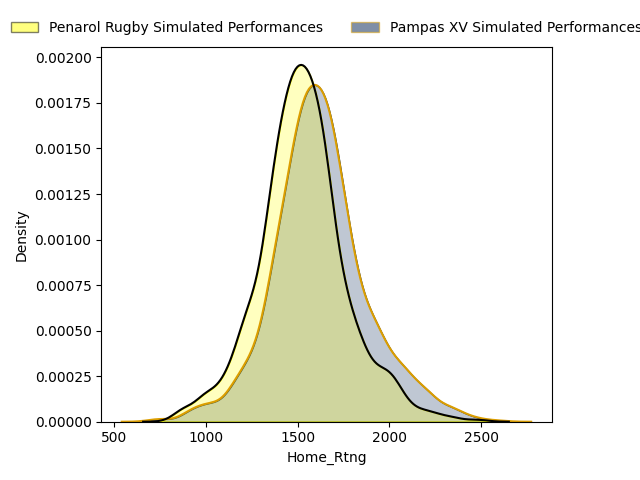 Penarol Rugby Simulated Performances Pampas XV Simulated Performances
0.00200
0.00175
0.00150
0.00125
0.00100
0.00075
0.00050
0.00025
0.00000
Density
500 1000 1500 2000 2500
Home_Rtng